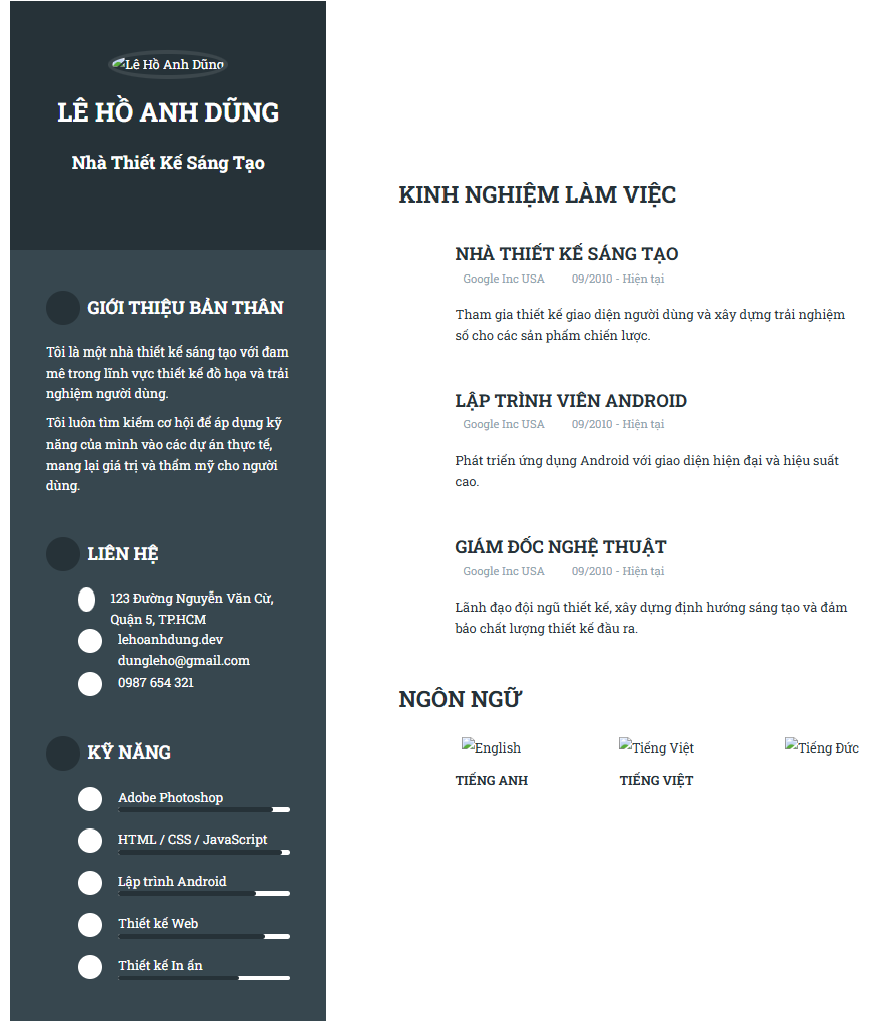 Lê Hồ Anh Dũng
LÊ HỒ ANH DŨNG
Nhà Thiết Kế Sáng Tạo
GIỚI THIỆU BẢN THÂN
Tôi là một nhà thiết kế sáng tạo với đam
mê trong lĩnh vực thiết kế đồ họa và trải
nghiệm người dùng.
Tôi luôn tìm kiếm cơ hội để áp dụng kỹ
năng của mình vào các dự án thực tế,
mang lại giá trị và thẩm mỹ cho người
dùng.
LIÊN HỆ
123 Đường Nguyễn Văn Cừ,
Quận 5, TP.HCM
lehoanhdung.dev
dungleho@gmail.com
0987 654 321
KỸ NĂNG
Adobe Photoshop
HTML / CSS / JavaScript
Lập trình Android
Thiết kế Web
Thiết kế In ấn
KINH NGHIỆM LÀM VIỆC
NHÀ THIẾT KẾ SÁNG TẠO
Google Inc USA 09/2010 - Hiện tại
Tham gia thiết kế giao diện người dùng và xây dựng trải nghiệm
số cho các sản phẩm chiến lược.
LẬP TRÌNH VIÊN ANDROID
Google Inc USA 09/2010 - Hiện tại
Phát triển ứng dụng Android với giao diện hiện đại và hiệu suất
cao.
GIÁM ĐỐC NGHỆ THUẬT
Google Inc USA 09/2010 - Hiện tại
Lãnh đạo đội ngũ thiết kế, xây dựng định hướng sáng tạo và đảm
bảo chất lượng thiết kế đầu ra.
NGÔN NGỮ
English Tiếng Việt Tiếng Đức
TIẾNG ANH TIẾNG VIỆT